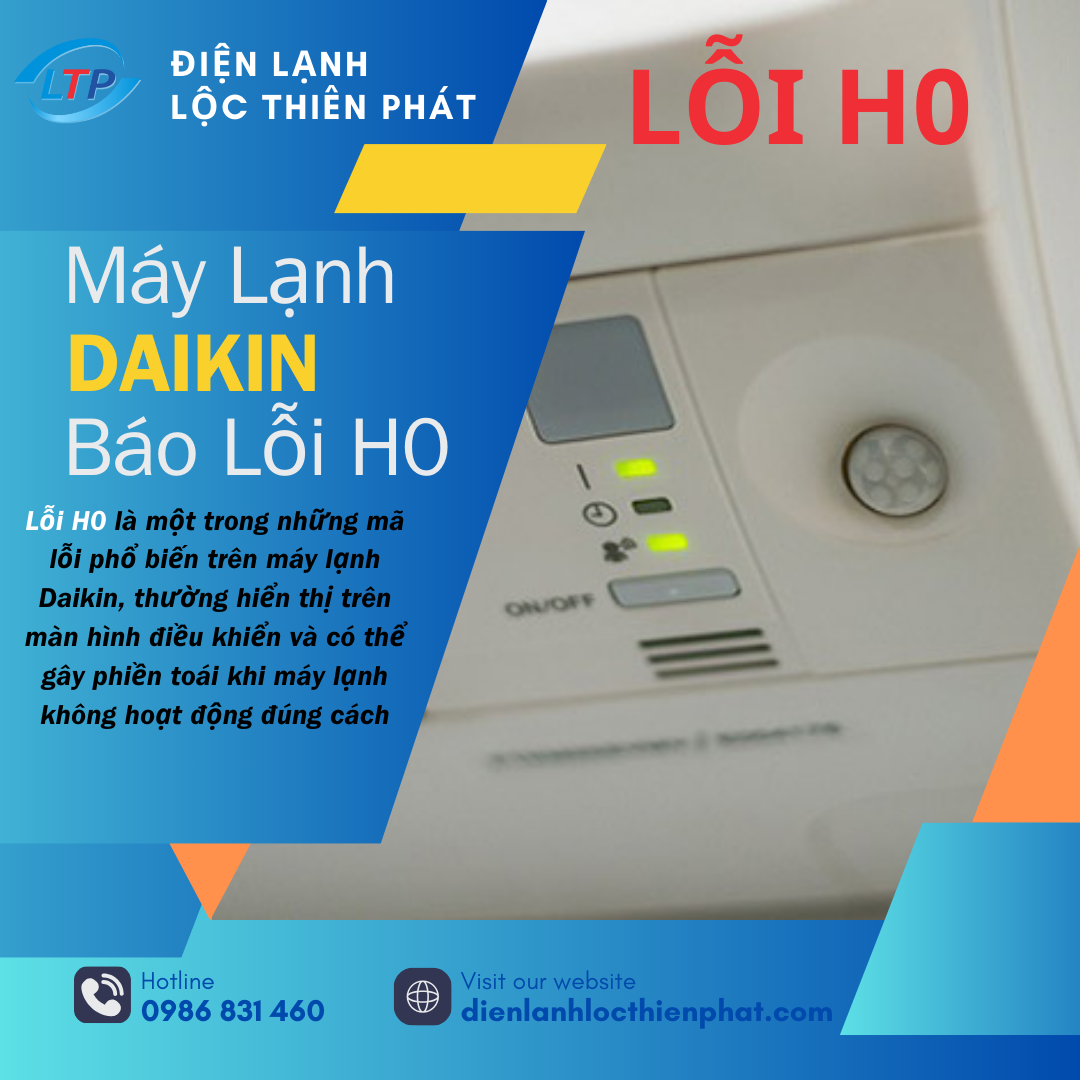 LTP
ĐIỆN LẠNH
LỘC THIÊN PHÁT
LỖI H0
Máy Lạnh
DAIKIN
Báo Lỗi H0
Lỗi H0 là một trong những mã
lỗi phổ biến trên máy lạnh
Daikin, thường hiển thị trên
màn hình điều khiển và có thể
gây phiền toái khi máy lạnh
không hoạt động đúng cách
ON/OFF
Hotline
0986 831 460
Visit our website
dienlanhlocthienphat.com